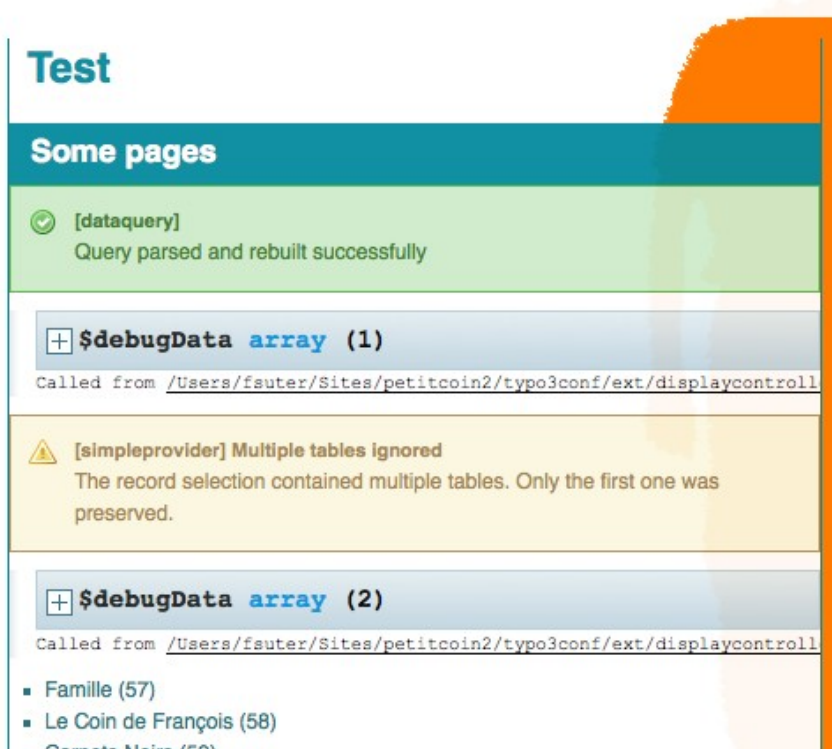 Test
Some pages
[dataquery]
Query parsed and rebuilt successfully
$debugData array (1)
Called from /Users/fsuter/Sites/petitcoin2/typo3conf/ext/displaycontroll
[simpleprovider] Multiple tables ignored
The record selection contained multiple tables. Only the first one was
preserved.
$debugData array (2)
Called from /Users/fsuter/Sites/petitcoin2/typo3conf/ext/displaycontroll
Famille (57)
Le Coin de François (58)